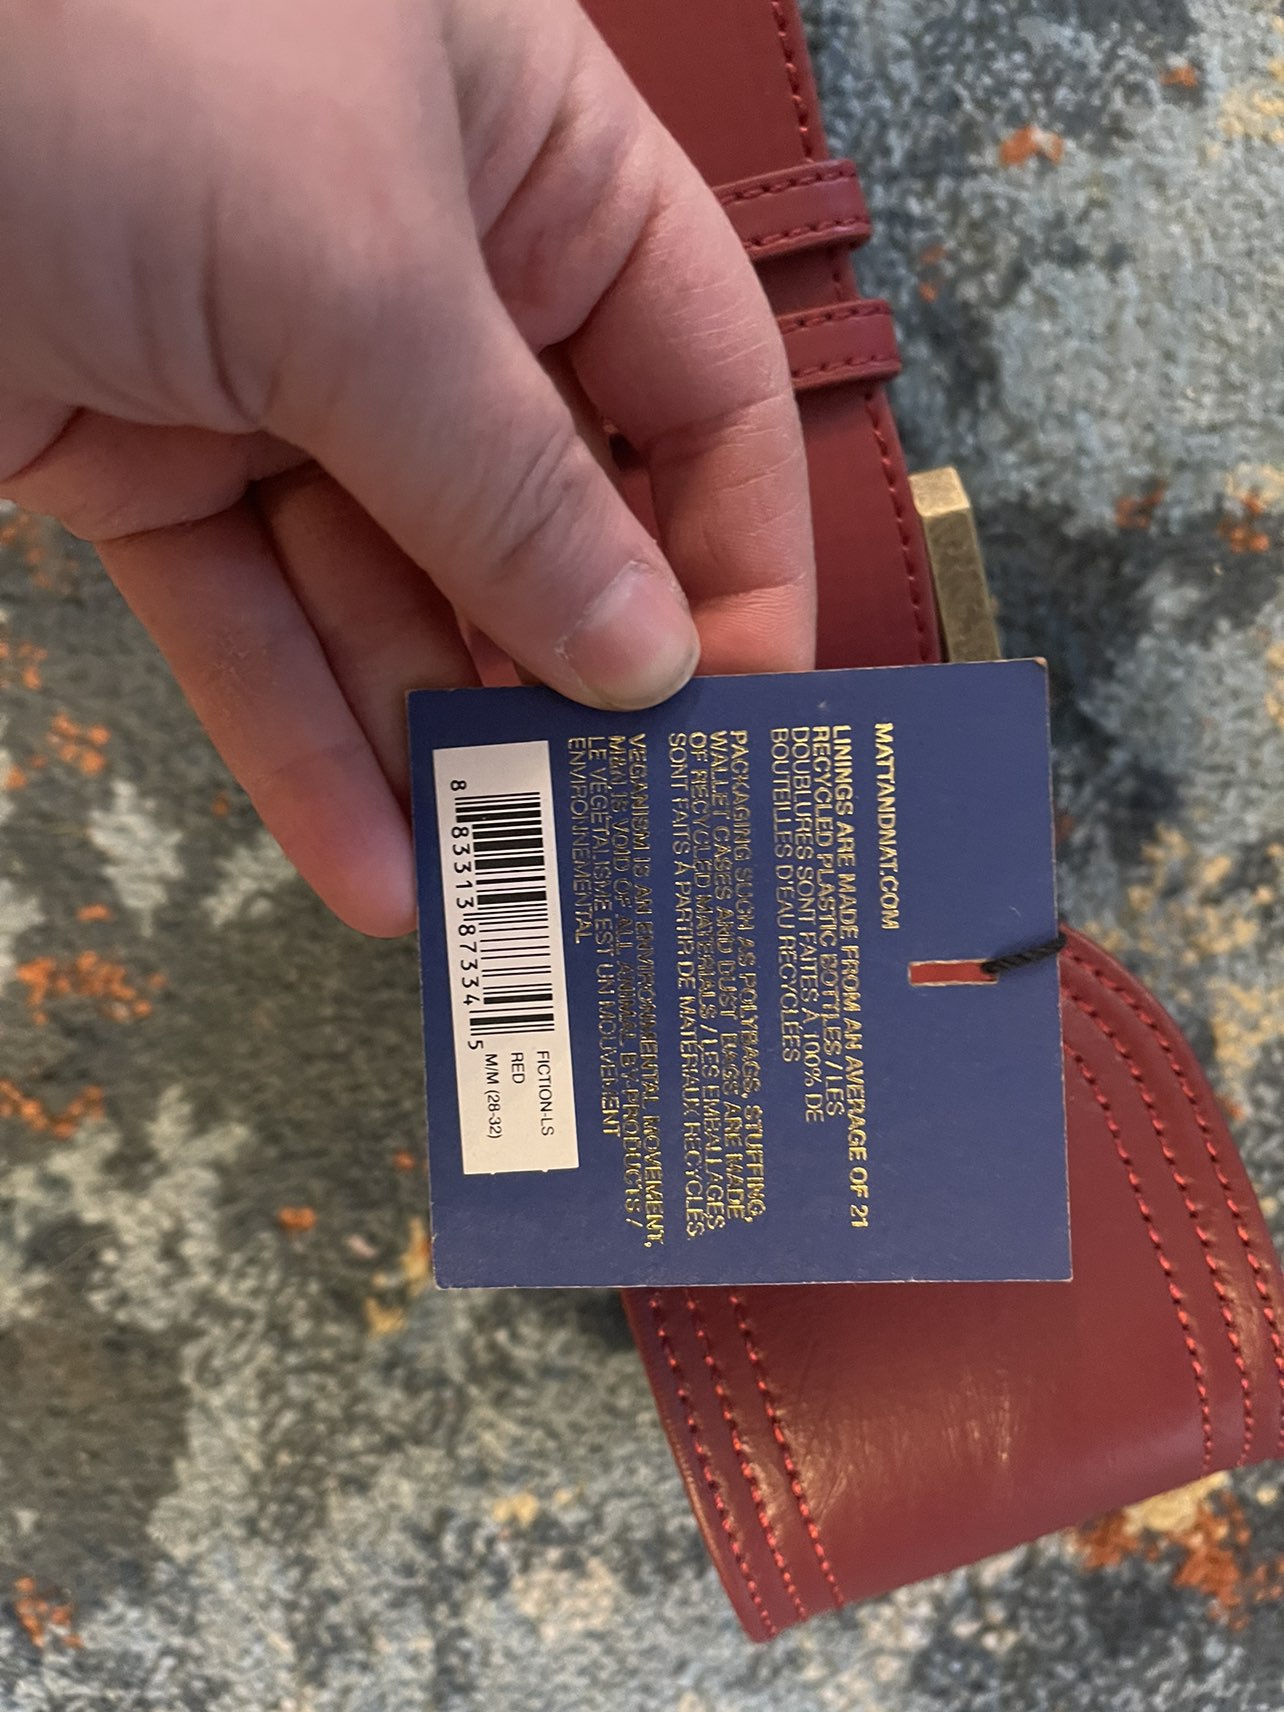 MATTANDNAT.COM
LININGS ARE MADE FROM AN AVERAGE OF 21
RECYCLED PLASTIC BOTTLES / LES
DOUBLURES SONT FAITES À 100% DE
BOUTEILLES D'EAU RECYCLÉES
PACKAGING SUCH AS POLYBAGS, STUFFING,
WALLET CASES AND DUST BAGS ARE MADE
OF RECYCLED MATERIALS / LES EMBALLAGES
SONT FAITS À PARTIR DE MATERIAUX RECYCLÉS
VEGANISM IS AN ENVIRONMENTAL MOVEMENT,
M&N IS VOID OF ALL ANIMAL BY-PRODUCTS /
LE VÉGÉTALISME EST UN MOUVEMENT
ENVIRONNEMENTAL
FICTION-LS
RED
M/M (28-32)
8 83313 87334 5